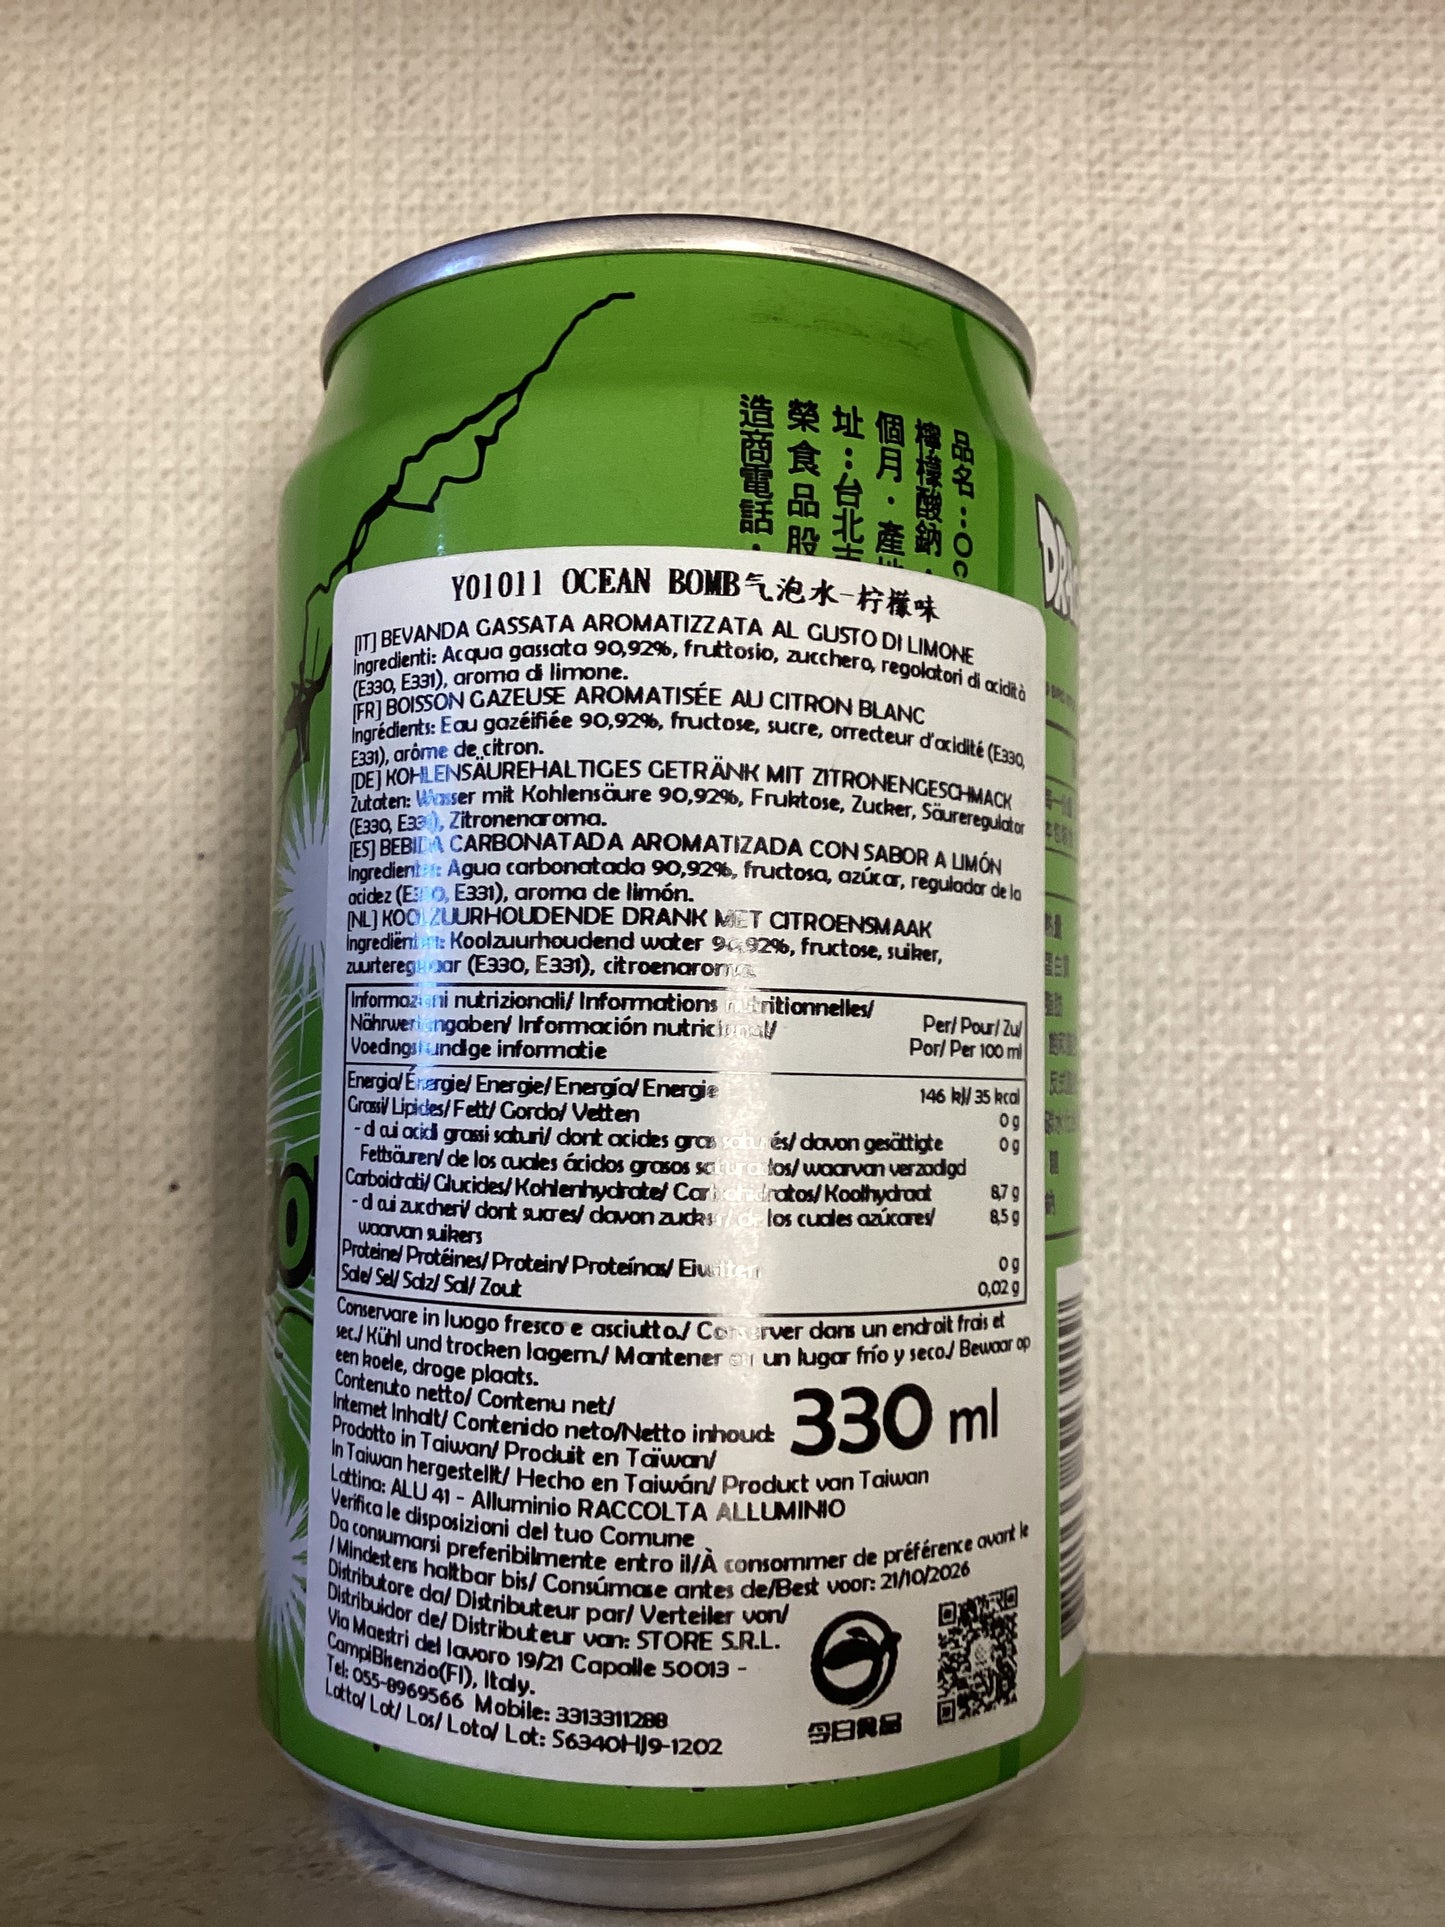 品名：Oc
檸檬酸鈉
個月．產地
址：台北市
榮食品股
造商電話
DRA
Y01011 OCEAN BOMB气泡水-柠檬味
[IT] BEVANDA GASSATA AROMATIZZATA AL GUSTO DI LIMONE
Ingredienti: Acqua gassata 90,92%, fruttosio, zucchero, regolatori di acidità
(E330, E331), aroma di limone.
[FR] BOISSON GAZEUSE AROMATISÉE AU CITRON BLANC
Ingrédients: Eau gazéifiée 90,92%, fructose, sucre, orrecteur d'acidité (E330,
E331), arôme de citron.
[DE] KOHLENSÄUREHALTIGES GETRÄNK MIT ZITRONENGESCHMACK
Zutaten: Wasser mit Kohlensäure 90,92%, Fruktose, Zucker, Säureregulator
(E330, E331), Zitronenaroma.
[ES] BEBIDA CARBONATADA AROMATIZADA CON SABOR A LIMÓN
Ingredientes: Agua carbonatada 90,92%, fructosa, azúcar, regulador de la
acidez (E330, E331), aroma de limón.
[NL] KOOLZUURHOUDENDE DRANK MET CITROENSMAAK
Ingrediënten: Koolzuurhoudend water 90,92%, fructose, suiker,
zuurteregelaar (E330, E331), citroenaroma.
Informazioni nutrizionali/ Informations nutritionnelles/
Nährwertangaben/ Información nutricional/
Voedingskundige informatie
Per/ Pour/ Zu/
Por/ Per 100 ml
Energia/ Énergie/ Energie/ Energía/ Energie 146 kJ/ 35 kcal
Grassi/ Lipides/ Fett/ Gordo/ Vetten 0 g
- di cui acidi grassi saturi/ dont acides gras saturés/ davon gesättigte 0 g
Fettsäuren/ de los cuales ácidos grasos saturados/ waarvan verzadigd
Carboidrati/ Glucides/ Kohlenhydrate/ Carbohidratos/ Koolhydraat 8,7 g
- di cui zuccheri/ dont sucres/ davon zucker/ de los cuales azúcares/ 8,5 g
waarvan suikers
Proteine/ Protéines/ Protein/ Proteínas/ Eiwitten 0 g
Sale/ Sel/ Salz/ Sal/ Zout 0,02 g
Conservare in luogo fresco e asciutto./ Conserver dans un endroit frais et
sec./ Kühl und trocken lagern./ Mantener en un lugar frío y seco./ Bewaar op
een koele, droge plaats.
Contenuto netto/ Contenu net/
Internet Inhalt/ Contenido neto/Netto inhoud: 330 ml
Prodotto in Taiwan/ Produit en Taïwan/
In Taiwan hergestellt/ Hecho en Taiwán/ Product van Taiwan
Lattina: ALU 41 - Alluminio RACCOLTA ALLUMINIO
Verifica le disposizioni del tuo Comune
Da consumarsi preferibilmente entro il/À consommer de préférence avant le
/Mindestens haltbar bis/ Consúmase antes de/Best voor: 21/10/2026
Distributore da/ Distributeur par/ Verteiler von/
Distribuidor de/ Distributeur van: STORE S.R.L.
Via Maestri del lavoro 19/21 Capalle 50013 -
CampiBisenzio(FI), Italy.
Tel: 055-8969566 Mobile: 3313311288
Lotto/ Lot/ Los/ Lote/ Lot: S6340HJ9-1202
今日食品